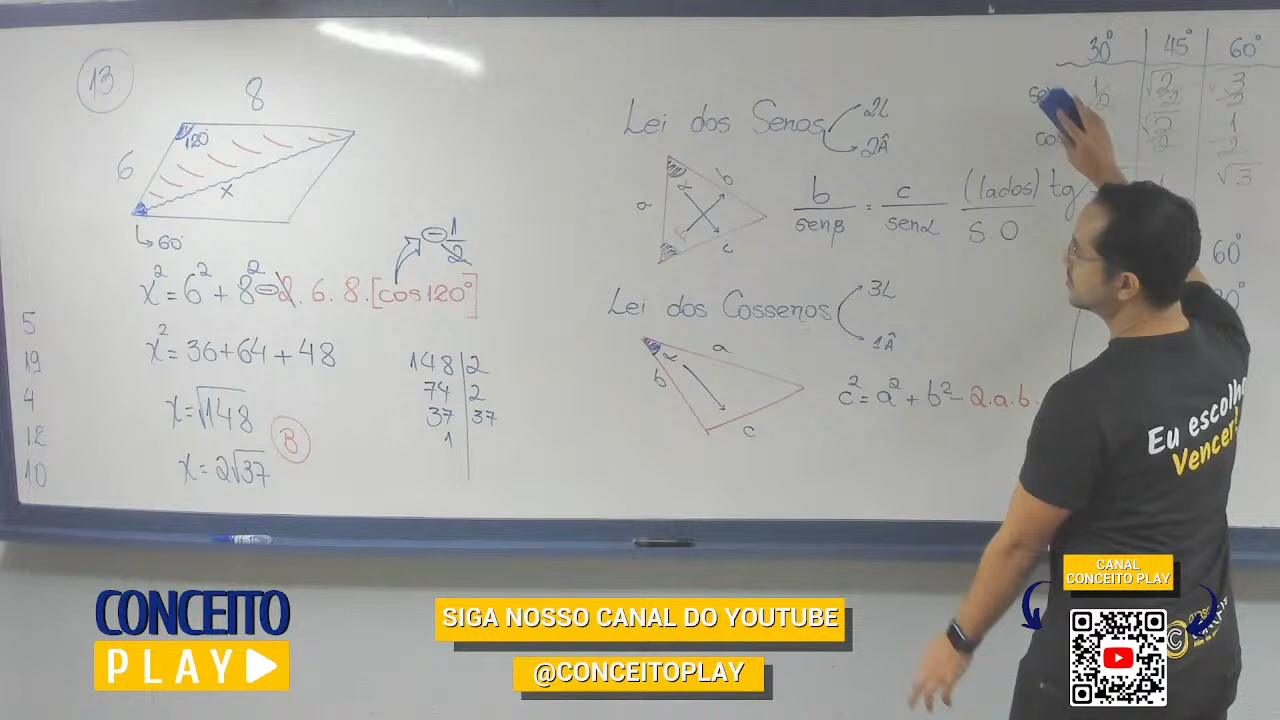 13
8
120°
6
x
60°
x² = 6² + 8² - 2 . 6 . 8 . [cos 120°]
- 1/2
x² = 36 + 64 + 48
x = √148
x = 2√37
B
148 | 2
74 | 2
37 | 37
1
5
19
4
12
10
Lei dos Senos
2L
2Â
a
α
b
c
b/senβ = c/senα
(lados)
S.O
Lei dos Cossenos
3L
1Â
α
a
b
c
c² = a² + b² - 2.a.b.
30° 45° 60°
1/2
cos
tg
60°
Eu escolhi
Vencer!
CONCEITO
PLAY
SIGA NOSSO CANAL DO YOUTUBE
@CONCEITOPLAY
CANAL
CONCEITO PLAY